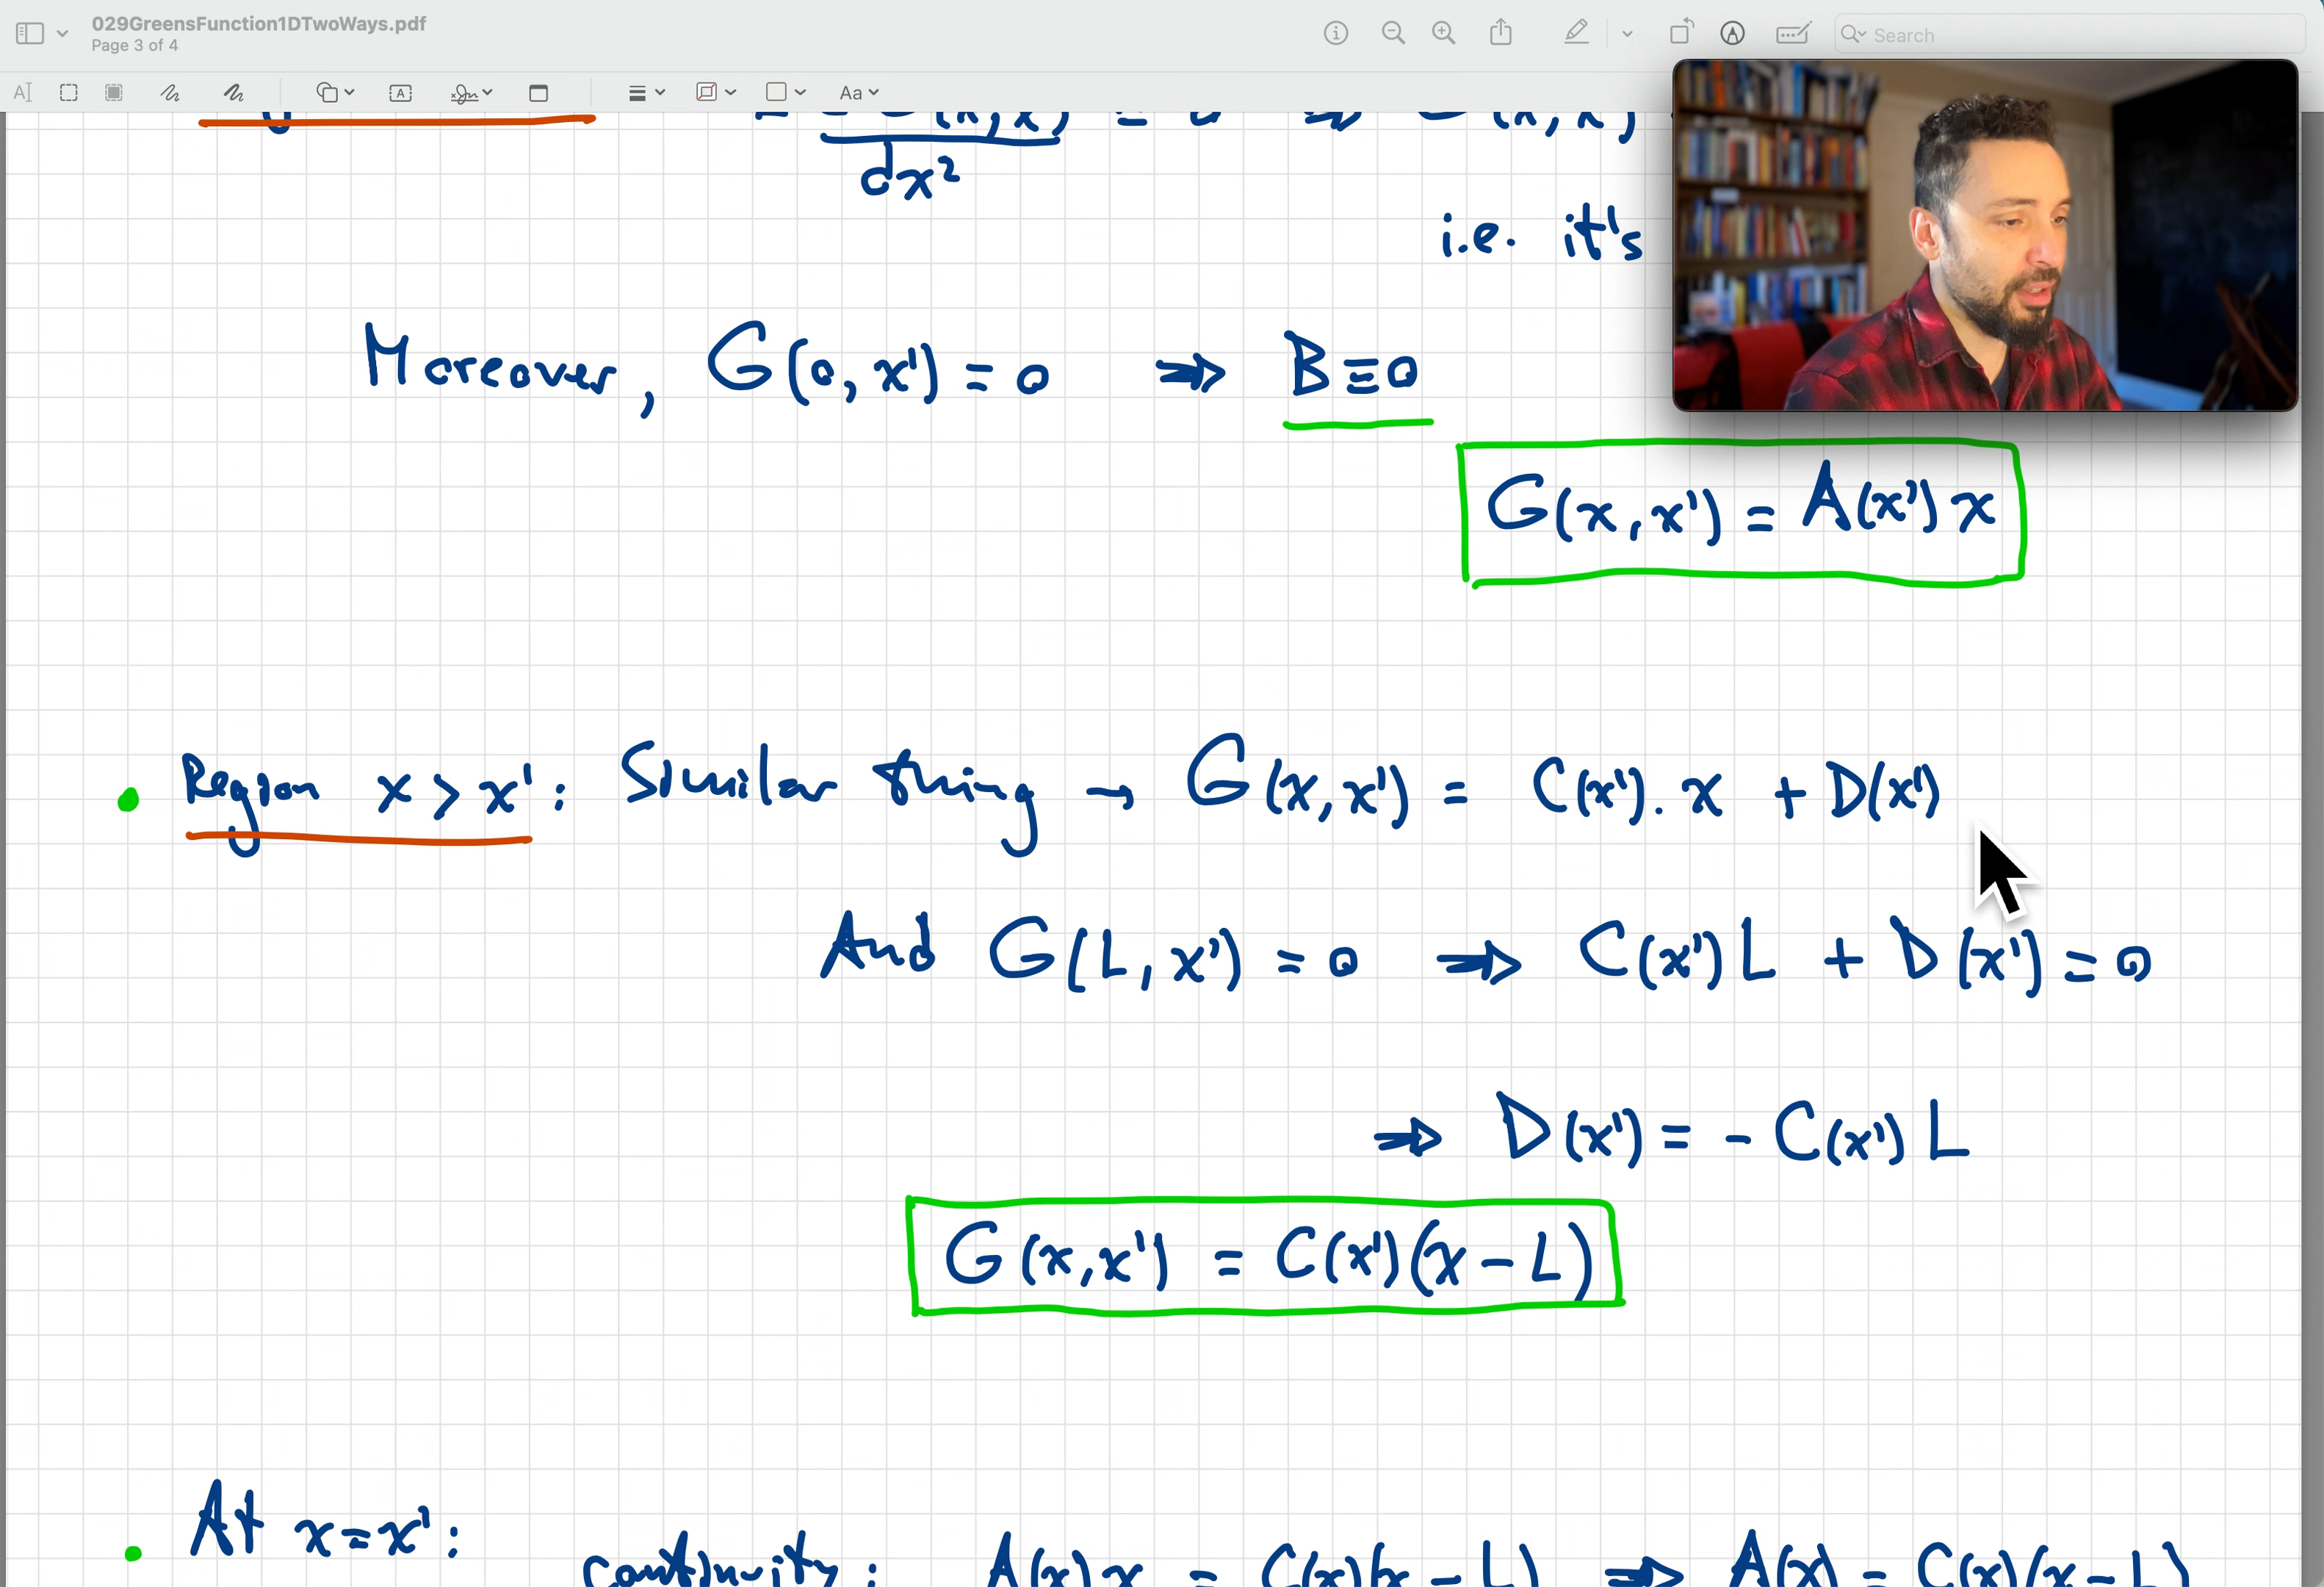 029GreensFunction1DTwoWays.pdf
Page 3 of 4
Search
Aa
dx²
i.e. it's
Moreover, G(0, x') = 0 ⇒ B ≡ 0
G(x, x') = A(x') x
• Region x > x': Similar thing → G(x, x') = C(x'). x + D(x')
And G(L, x') = 0 ⇒ C(x') L + D(x') = 0
⇒ D(x') = - C(x') L
G(x, x') = C(x')(x - L)
• At x = x':
continuity: A(x) x = C(x)(x - L) ⇒ A(x) = C(x)(x - L)